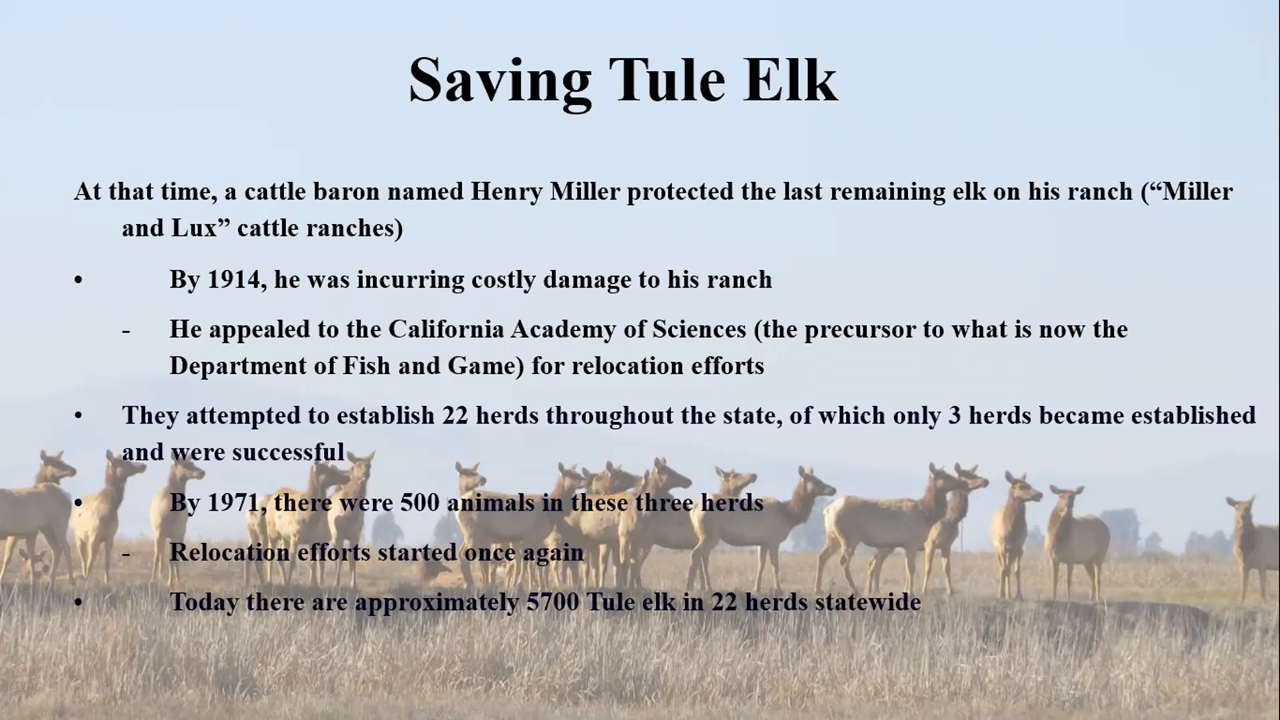 Saving Tule Elk
At that time, a cattle baron named Henry Miller protected the last remaining elk on his ranch (“Miller
and Lux” cattle ranches)
• By 1914, he was incurring costly damage to his ranch
- He appealed to the California Academy of Sciences (the precursor to what is now the
Department of Fish and Game) for relocation efforts
• They attempted to establish 22 herds throughout the state, of which only 3 herds became established
and were successful
• By 1971, there were 500 animals in these three herds
- Relocation efforts started once again
• Today there are approximately 5700 Tule elk in 22 herds statewide